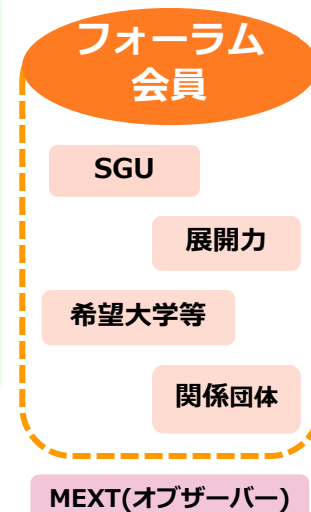 フォーラム
会員
SGU
展開力
希望大学等
関係団体
MEXT(オブザーバー)